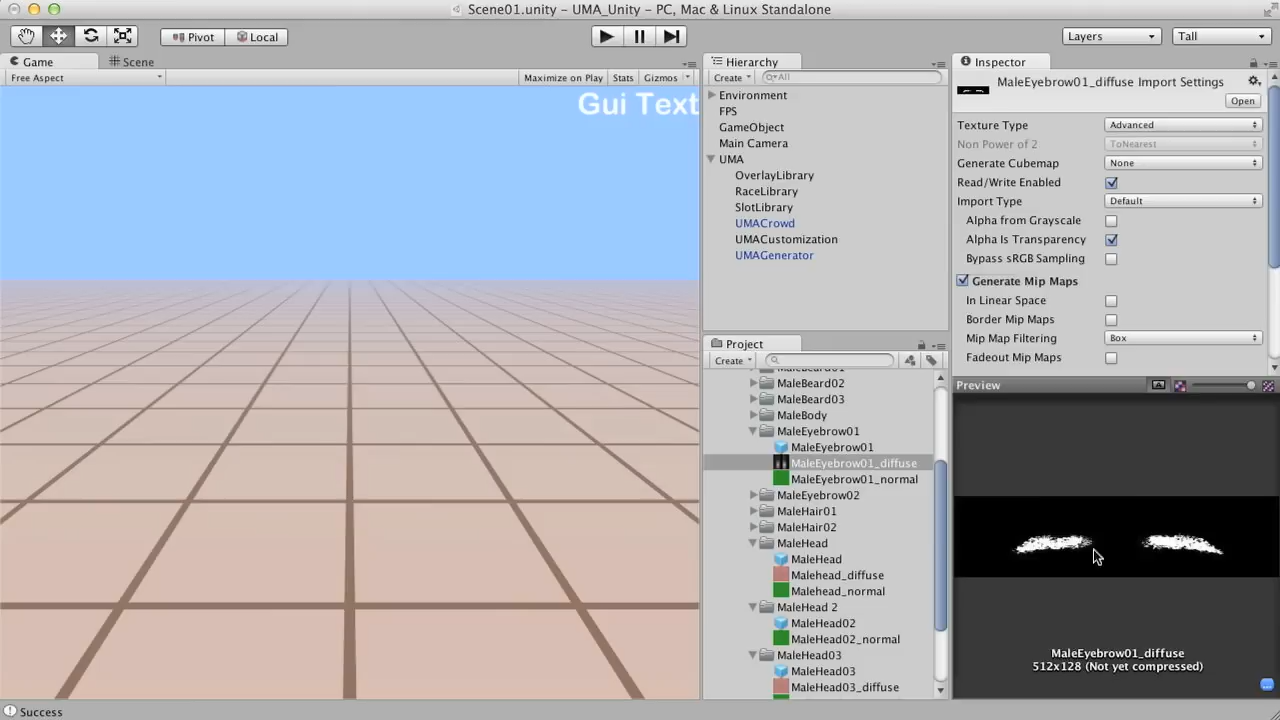 Scene01.unity - UMA_Unity - PC, Mac & Linux Standalone
Pivot Local Layers Tall
Game Scene
Free Aspect Maximize on Play Stats Gizmos
Gui Text
Hierarchy
Create All
Environment
FPS
GameObject
Main Camera
UMA
OverlayLibrary
RaceLibrary
SlotLibrary
UMACrowd
UMACustomization
UMAGenerator
Project
Create
MaleBeard01
MaleBeard02
MaleBeard03
MaleBody
MaleEyebrow01
MaleEyebrow01
MaleEyebrow01_diffuse
MaleEyebrow01_normal
MaleEyebrow02
MaleHair01
MaleHair02
MaleHead
MaleHead
Malehead_diffuse
Malehead_normal
MaleHead 2
MaleHead02
MaleHead02_normal
MaleHead03
MaleHead03
MaleHead03_diffuse
Inspector
MaleEyebrow01_diffuse Import Settings
Open
Texture Type Advanced
Non Power of 2 ToNearest
Generate Cubemap None
Read/Write Enabled
Import Type Default
Alpha from Grayscale
Alpha Is Transparency
Bypass sRGB Sampling
Generate Mip Maps
In Linear Space
Border Mip Maps
Mip Map Filtering Box
Fadeout Mip Maps
Preview
MaleEyebrow01_diffuse
512x128 (Not yet compressed)
Success